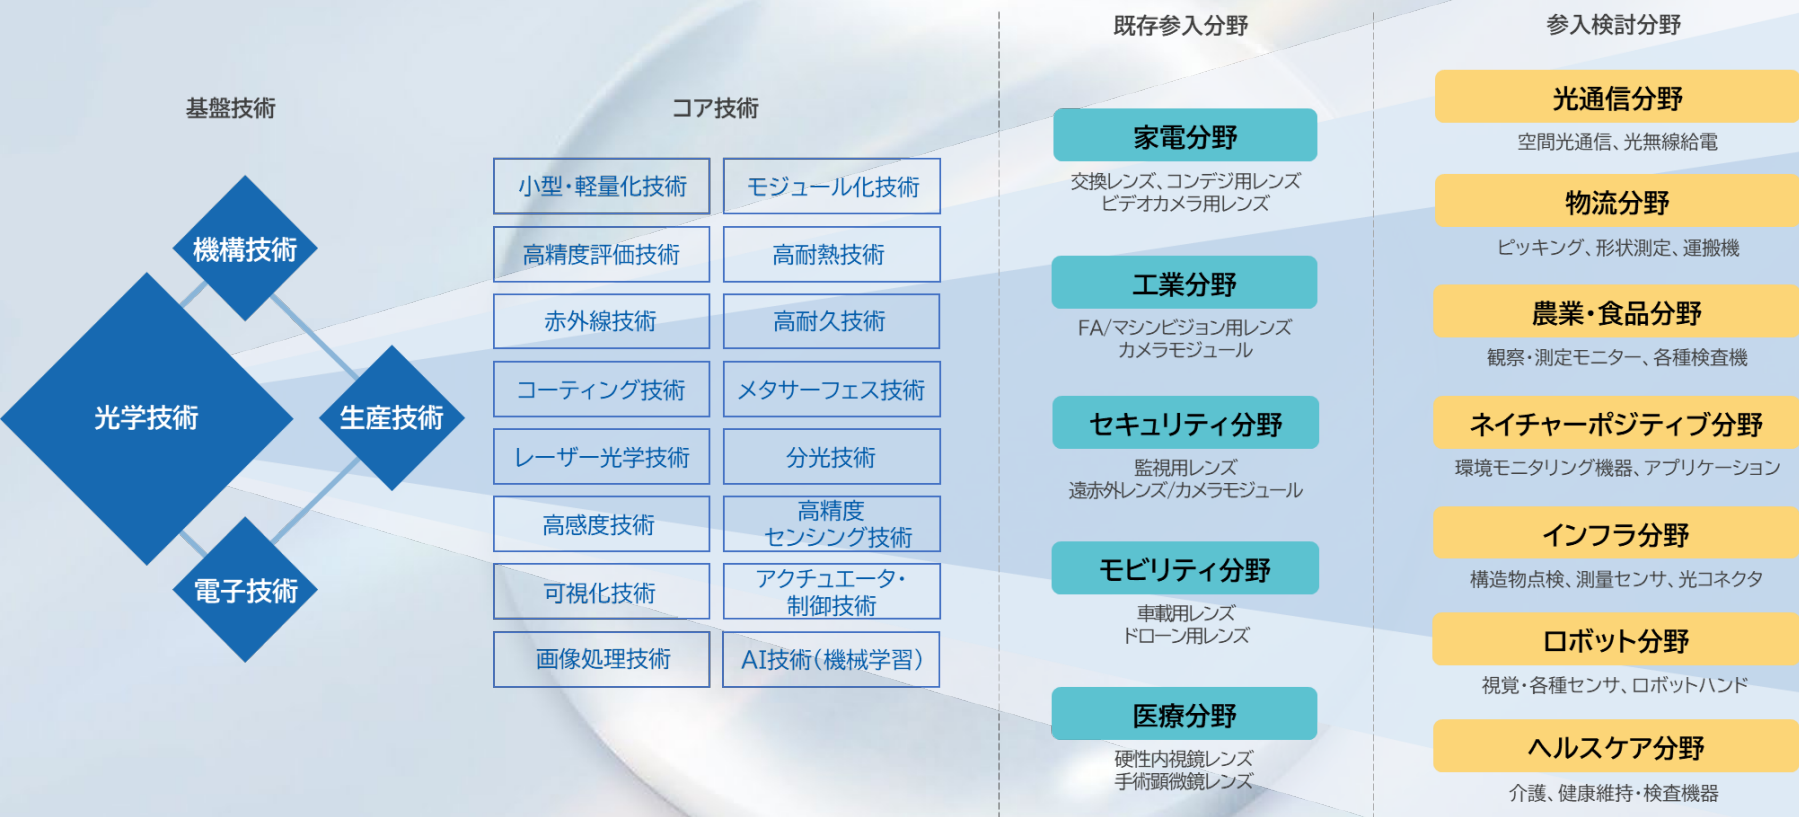 基盤技術
機構技術
光学技術
生産技術
電子技術
コア技術
小型・軽量化技術
モジュール化技術
高精度評価技術
高耐熱技術
赤外線技術
高耐久技術
コーティング技術
メタサーフェス技術
レーザー光学技術
分光技術
高感度技術
高精度
センシング技術
可視化技術
アクチュエータ・
制御技術
画像処理技術
AI技術(機械学習)
既存参入分野
家電分野
交換レンズ、コンデジ用レンズ
ビデオカメラ用レンズ
工業分野
FA/マシンビジョン用レンズ
カメラモジュール
セキュリティ分野
監視用レンズ
遠赤外レンズ/カメラモジュール
モビリティ分野
車載用レンズ
ドローン用レンズ
医療分野
硬性内視鏡レンズ
手術顕微鏡レンズ
参入検討分野
光通信分野
空間光通信、光無線給電
物流分野
ピッキング、形状測定、運搬機
農業・食品分野
観察・測定モニター、各種検査機
ネイチャーポジティブ分野
環境モニタリング機器、アプリケーション
インフラ分野
構造物点検、測量センサ、光コネクタ
ロボット分野
視覚・各種センサ、ロボットハンド
ヘルスケア分野
介護、健康維持・検査機器